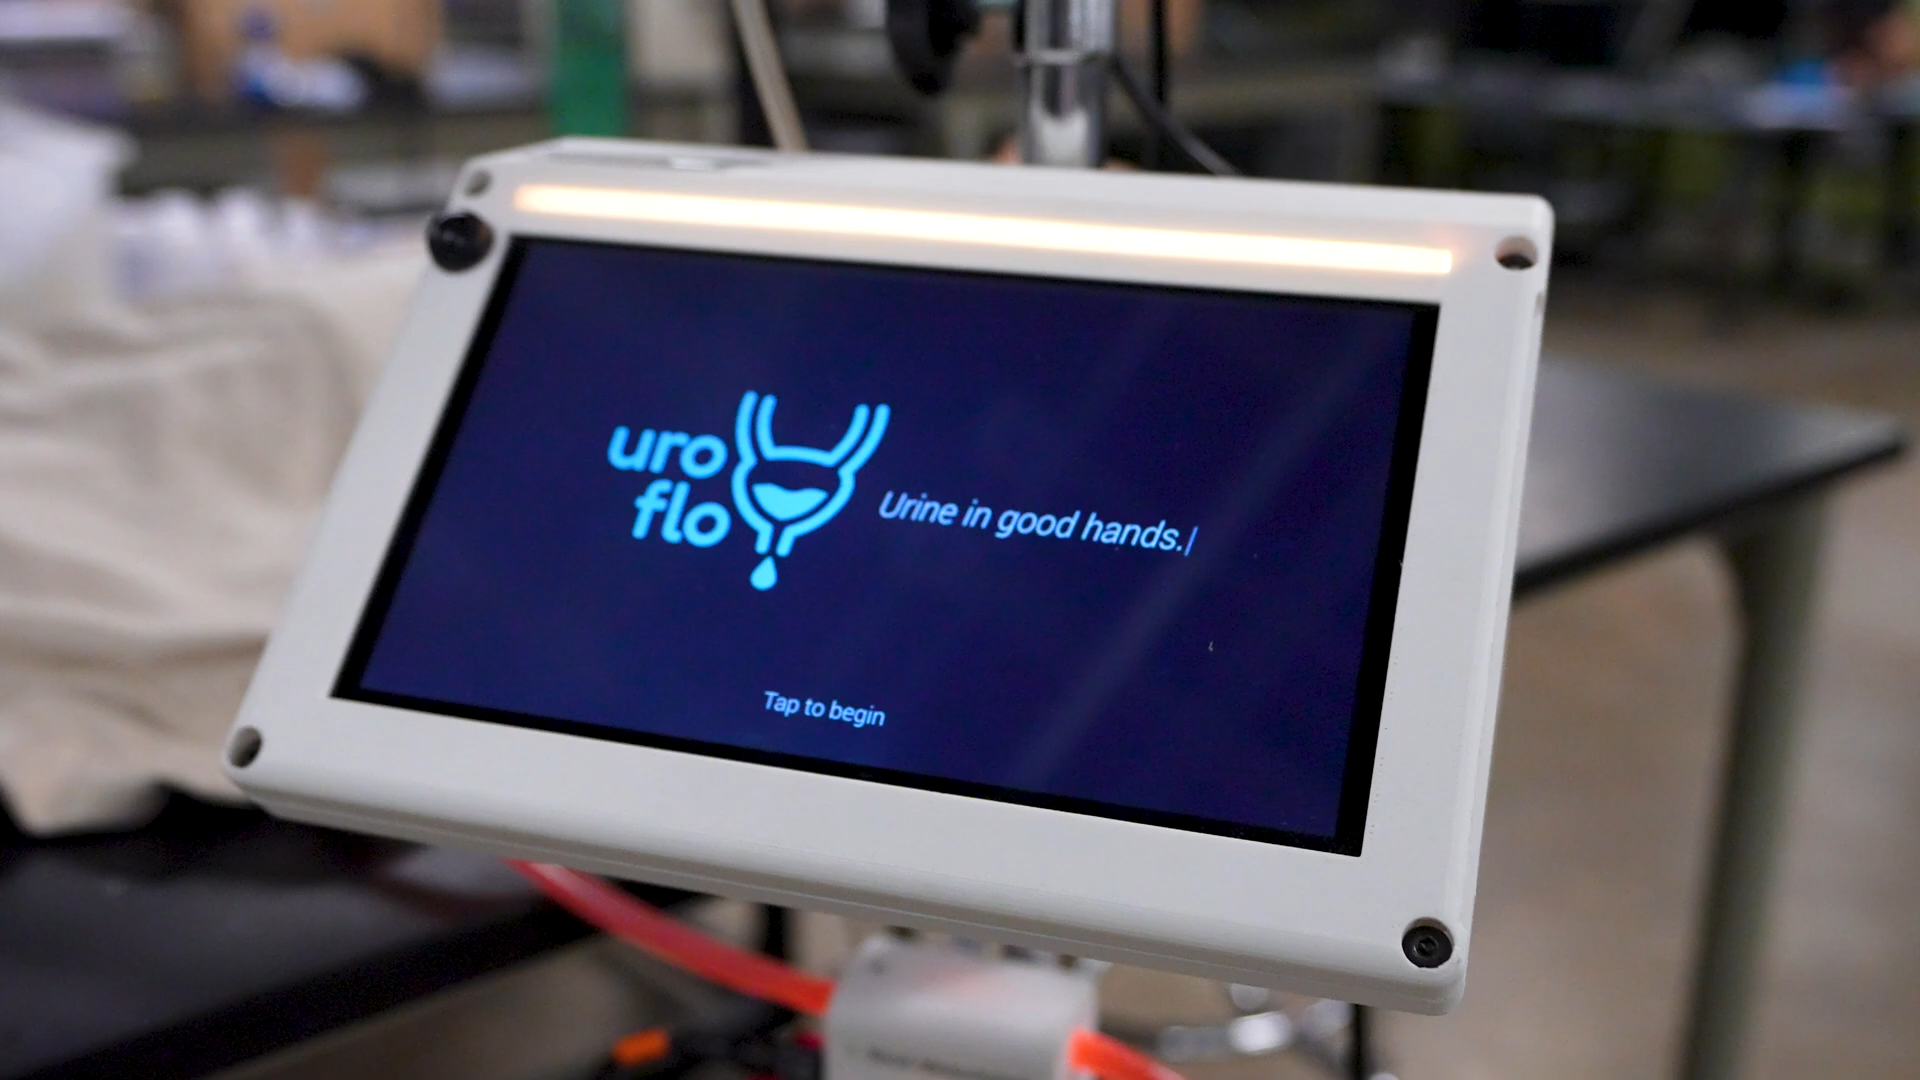 uro
flo
Urine in good hands.
Tap to begin